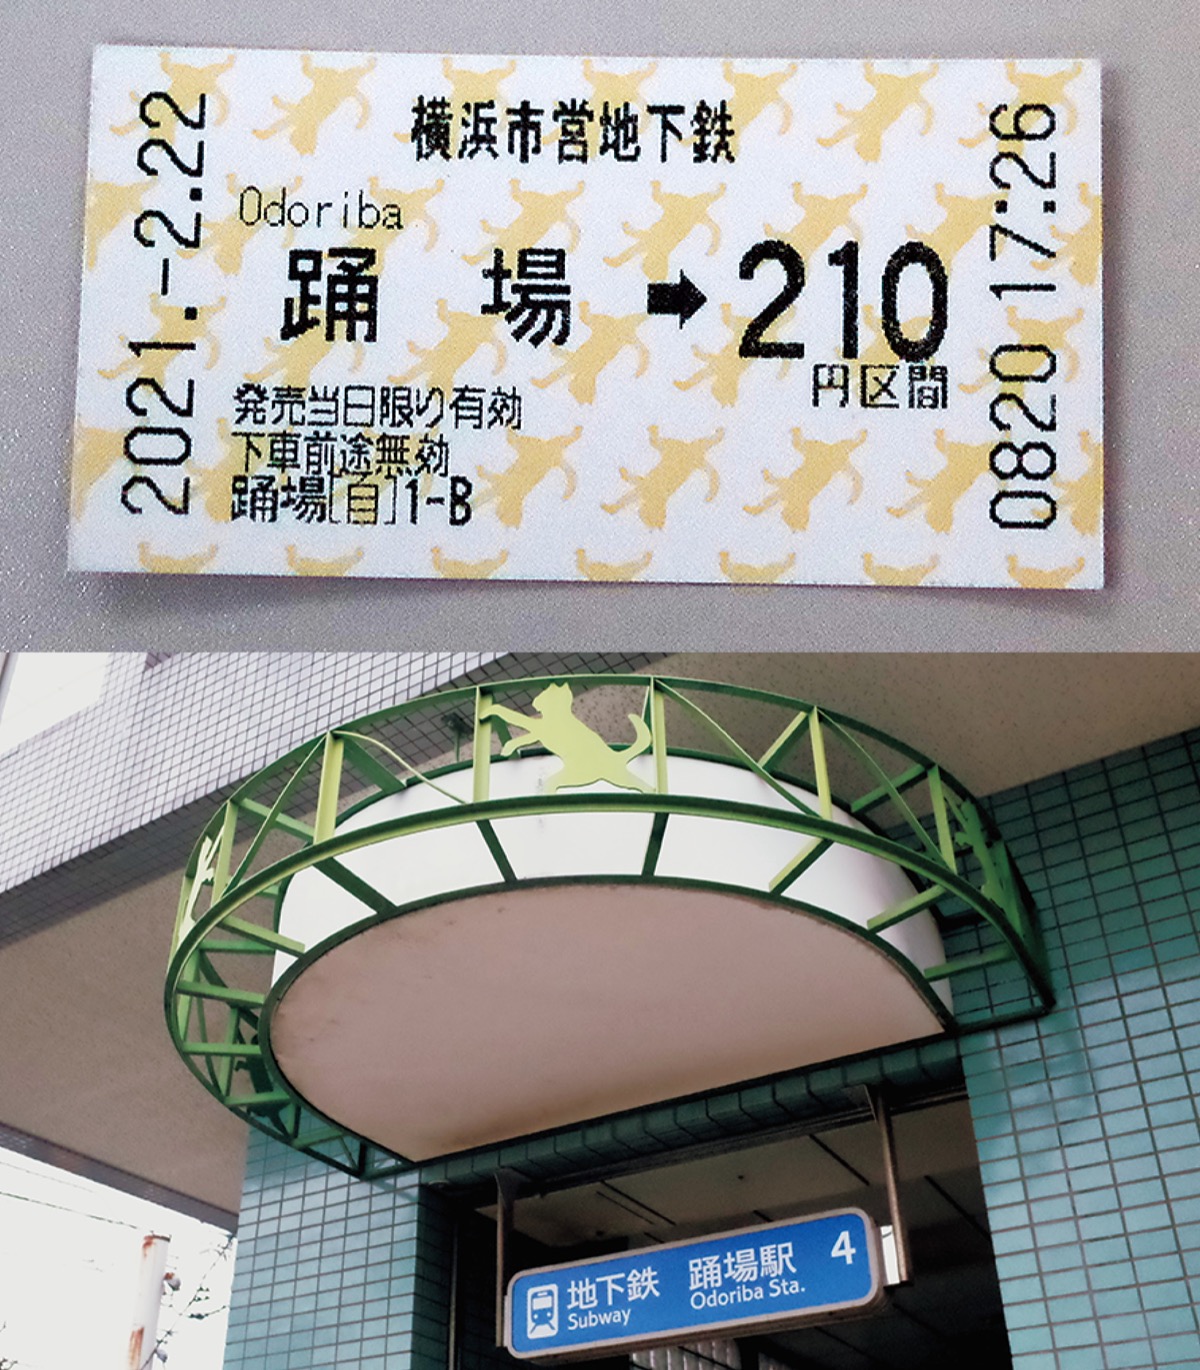 横浜市営地下鉄
Odoriba
踊場➡210
円区間
発売当日限り有効
下車前途無効
踊場[自]1-B
2021.-2.22
0820 17:26
地下鉄 踊場駅 4
Subway Odoriba Sta.